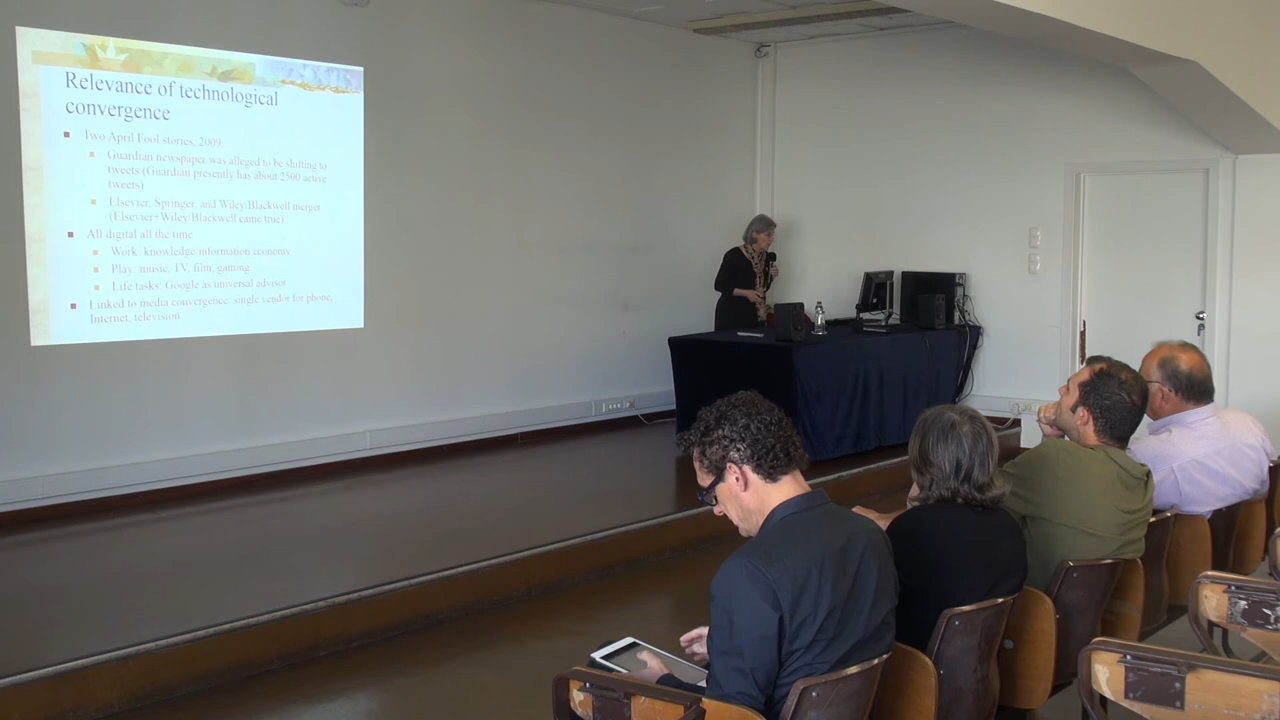 Relevance of technological
convergence
Two April Fool stories, 2009
Guardian newspaper was alleged to be shifting to
tweets (Guardian presently has about 2500 active
tweets)
Elsevier, Springer, and Wiley/Blackwell merger
(Elsevier+Wiley/Blackwell came true)
All digital all the time
Work: knowledge/information economy
Play: music, TV, film, gaming
Life tasks: Google as universal advisor
Linked to media convergence: single vendor for phone,
Internet, television